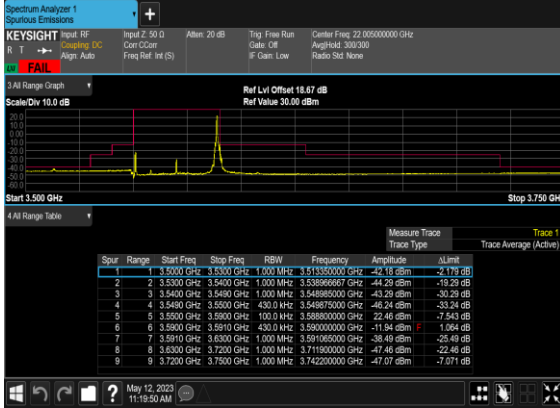 Spectrum Analyzer 1
Spurious Emissions
+
KEYSIGHT Input: RF Input Z: 50 Ω Atten: 20 dB Trig: Free Run Center Freq: 22.005000000 GHz
R T Coupling: DC Corr CCorr Gate: Off Avg|Hold: 300/300
Align: Auto Freq Ref: Int (S) IF Gain: Low Radio Std: None
FAIL
3 All Range Graph Ref Lvl Offset 18.67 dB
Scale/Div 10.0 dB Ref Value 30.00 dBm
20.0
10.0
0.00
-10.0
-20.0
-30.0
-40.0
-50.0
-60.0
Start 3.500 GHz Stop 3.750 GH
4 All Range Table
Measure Trace Trace 1
Trace Type Trace Average (Active)
Spur Range Start Freq Stop Freq RBW Frequency Amplitude ΔLimit
1 1 3.5000 GHz 3.5300 GHz 1.000 MHz 3.513350000 GHz -42.18 dBm -2.179 dB
2 2 3.5300 GHz 3.5400 GHz 1.000 MHz 3.538966667 GHz -44.29 dBm -19.29 dB
3 3 3.5400 GHz 3.5490 GHz 1.000 MHz 3.548985000 GHz -43.29 dBm -30.29 dB
4 4 3.5490 GHz 3.5500 GHz 430.0 kHz 3.549875000 GHz -46.24 dBm -33.24 dB
5 5 3.5500 GHz 3.5900 GHz 100.0 kHz 3.588800000 GHz 22.46 dBm -7.543 dB
6 6 3.5900 GHz 3.5910 GHz 430.0 kHz 3.590000000 GHz -11.94 dBm F 1.064 dB
7 7 3.5910 GHz 3.6300 GHz 1.000 MHz 3.591065000 GHz -38.49 dBm -25.49 dB
8 8 3.6300 GHz 3.7200 GHz 1.000 MHz 3.711900000 GHz -47.46 dBm -22.46 dB
9 9 3.7200 GHz 3.7500 GHz 1.000 MHz 3.742200000 GHz -47.07 dBm -7.071 dB
? May 12, 2023
11:19:50 AM